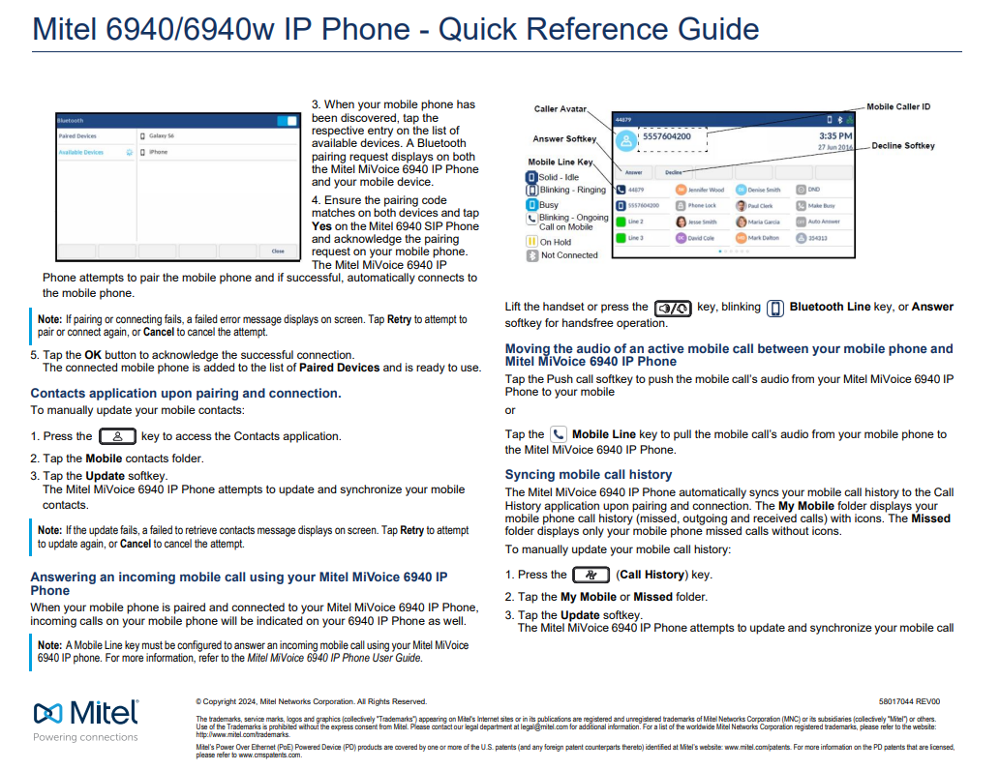 Mitel 6940/6940w IP Phone - Quick Reference Guide
Bluetooth
Paired Devices
Available Devices
Galaxy S6
iPhone
Close
3. When your mobile phone has
been discovered, tap the
respective entry on the list of
available devices. A Bluetooth
pairing request displays on both
the Mitel MiVoice 6940 IP Phone
and your mobile device.
4. Ensure the pairing code
matches on both devices and tap
Yes on the Mitel 6940 SIP Phone
and acknowledge the pairing
request on your mobile phone.
The Mitel MiVoice 6940 IP
Phone attempts to pair the mobile phone and if successful, automatically connects to
the mobile phone.
Note: If pairing or connecting fails, a failed error message displays on screen. Tap Retry to attempt to
pair or connect again, or Cancel to cancel the attempt.
5. Tap the OK button to acknowledge the successful connection.
The connected mobile phone is added to the list of Paired Devices and is ready to use.
Contacts application upon pairing and connection.
To manually update your mobile contacts:
1. Press the key to access the Contacts application.
2. Tap the Mobile contacts folder.
3. Tap the Update softkey.
The Mitel MiVoice 6940 IP Phone attempts to update and synchronize your mobile
contacts.
Note: If the update fails, a failed to retrieve contacts message displays on screen. Tap Retry to attempt
to update again, or Cancel to cancel the attempt.
Answering an incoming mobile call using your Mitel MiVoice 6940 IP
Phone
When your mobile phone is paired and connected to your Mitel MiVoice 6940 IP Phone,
incoming calls on your mobile phone will be indicated on your 6940 IP Phone as well.
Note: A Mobile Line key must be configured to answer an incoming mobile call using your Mitel MiVoice
6940 IP phone. For more information, refer to the Mitel MiVoice 6940 IP Phone User Guide.
Caller Avatar
Answer Softkey
Mobile Line Key
Solid - Idle
Blinking - Ringing
Busy
Blinking - Ongoing
Call on Mobile
On Hold
Not Connected
Mobile Caller ID
Decline Softkey
44879
5557604200
3:35 PM
27 Jun 2016
Answer
Decline
44879
JW Jennifer Wood
DS Denise Smith
DND
5557604200
Phone Lock
Paul Clerk
Make Busy
Line 2
Jesse Smith
Maria Garcia
Auto Answer
Line 3
DC David Cole
MD Mark Dalton
354312
Lift the handset or press the key, blinking Bluetooth Line key, or Answer
softkey for handsfree operation.
Moving the audio of an active mobile call between your mobile phone and
Mitel MiVoice 6940 IP Phone
Tap the Push call softkey to push the mobile call's audio from your Mitel MiVoice 6940 IP
Phone to your mobile
or
Tap the Mobile Line key to pull the mobile call's audio from your mobile phone to
the Mitel MiVoice 6940 IP Phone.
Syncing mobile call history
The Mitel MiVoice 6940 IP Phone automatically syncs your mobile call history to the Call
History application upon pairing and connection. The My Mobile folder displays your
mobile phone call history (missed, outgoing and received calls) with icons. The Missed
folder displays only your mobile phone missed calls without icons.
To manually update your mobile call history:
1. Press the (Call History) key.
2. Tap the My Mobile or Missed folder.
3. Tap the Update softkey.
The Mitel MiVoice 6940 IP Phone attempts to update and synchronize your mobile call
Mitel
Powering connections
© Copyright 2024, Mitel Networks Corporation. All Rights Reserved.
58017044 REV00
The trademarks, service marks, logos and graphics (collectively "Trademarks") appearing on Mitel's Internet sites or in its publications are registered and unregistered trademarks of Mitel Networks Corporation (MNC) or its subsidiaries (collectively "Mitel") or others.
Use of the Trademarks is prohibited without the express consent from Mitel. Please contact our legal department at legal@mitel.com for additional information. For a list of the worldwide Mitel Networks Corporation registered trademarks, please refer to the website:
http://www.mitel.com/trademarks.
Mitel's Power Over Ethernet (PoE) Powered Device (PD) products are covered by one or more of the U.S. patents (and any foreign patent counterparts thereto) identified at Mitel's website: www.mitel.com/patents. For more information on the PD patents that are licensed,
please refer to www.cmspatents.com.